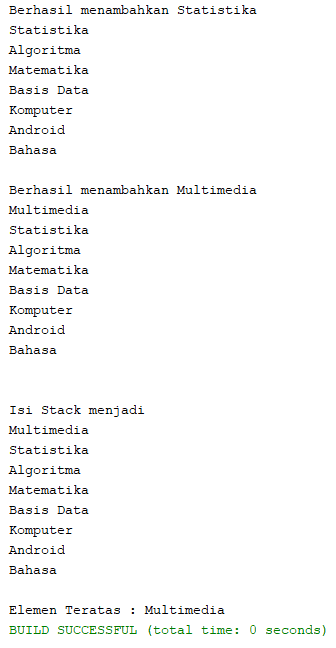 Berhasil menambahkan Statistika
Statistika
Algoritma
Matematika
Basis Data
Komputer
Android
Bahasa
Berhasil menambahkan Multimedia
Multimedia
Statistika
Algoritma
Matematika
Basis Data
Komputer
Android
Bahasa
Isi Stack menjadi
Multimedia
Statistika
Algoritma
Matematika
Basis Data
Komputer
Android
Bahasa
Elemen Teratas : Multimedia
BUILD SUCCESSFUL (total time: 0 seconds)